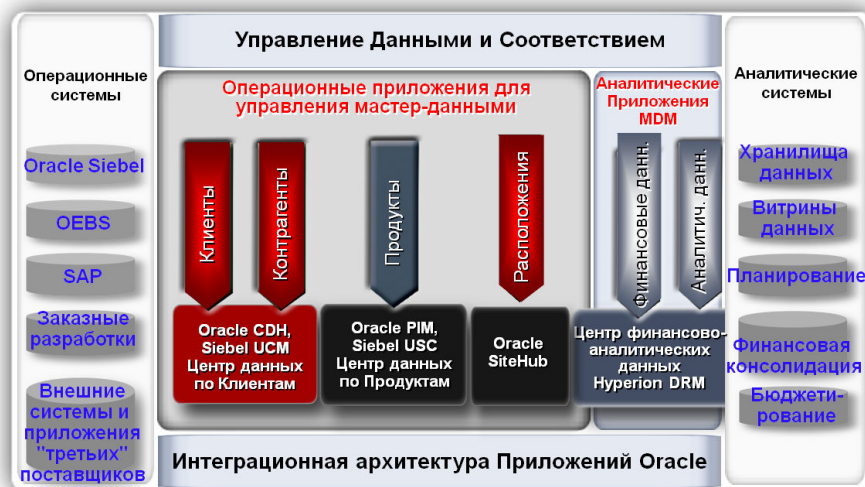 Управление Данными и Соответствием
Операционные
системы
Oracle Siebel
OEBS
SAP
Заказные
разработки
Внешние
системы и
приложения
"третьих"
поставщиков
Операционные приложения для
управления мастер-данными
Клиенты
Контрагенты
Продукты
Расположения
Oracle CDH,
Siebel UCM
Центр данных
по Клиентам
Oracle PIM,
Siebel USC
Центр данных
по Продуктам
Oracle
SiteHub
Аналитические
Приложения
MDM
Финансовые данн.
Аналитич. данн.
Центр финансово-
аналитических
данных
Hyperion DRM
Аналитические
системы
Хранилища
данных
Витрины
данных
Планирование
Финансовая
консолидация
Бюджети-
рование
Интеграционная архитектура Приложений Oracle